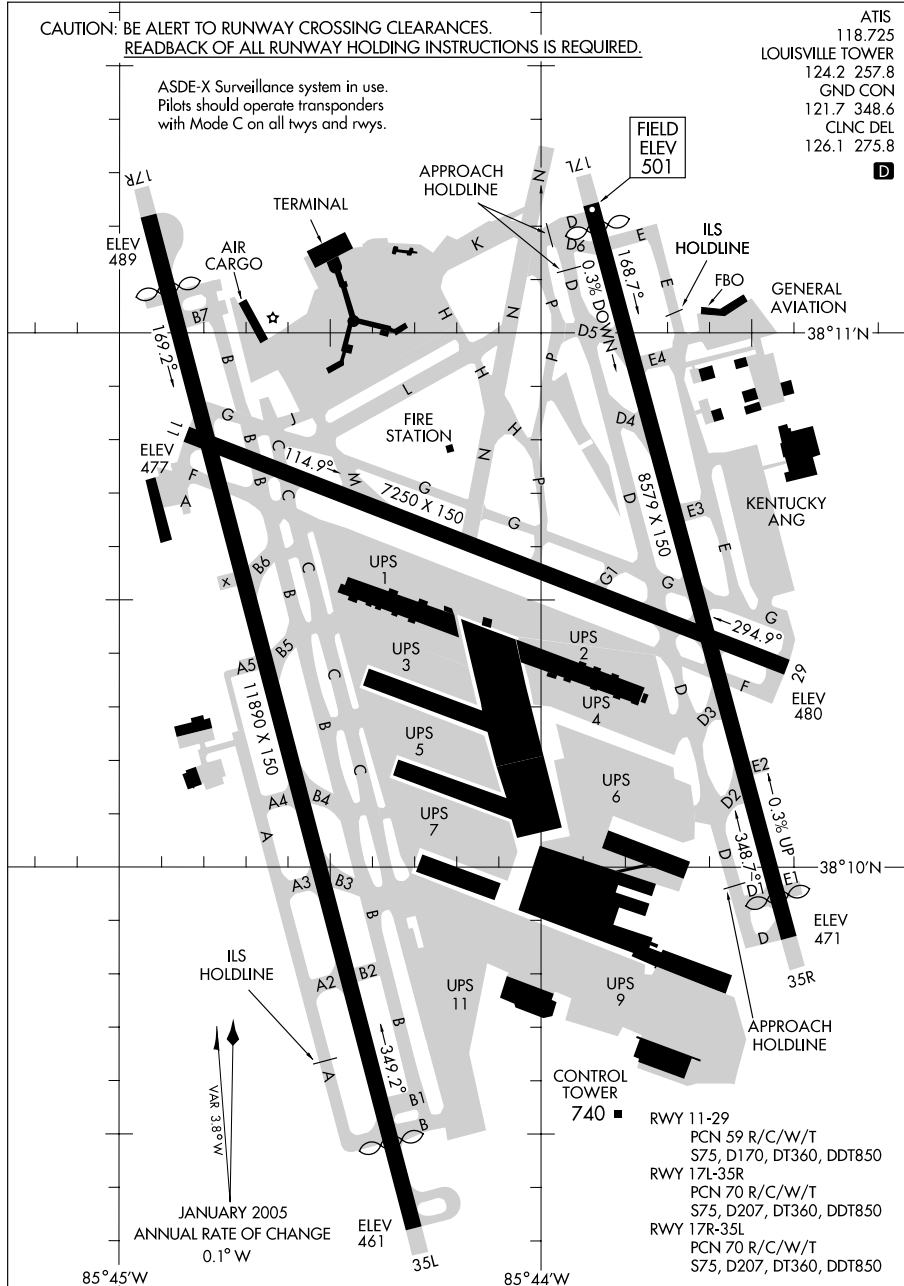 CAUTION: BE ALERT TO RUNWAY CROSSING CLEARANCES.
READBACK OF ALL RUNWAY HOLDING INSTRUCTIONS IS REQUIRED.
ATIS
118.725
LOUISVILLE TOWER
124.2 257.8
GND CON
121.7 348.6
CLNC DEL
126.1 275.8
D
ASDE-X Surveillance system in use.
Pilots should operate transponders
with Mode C on all twys and rwys.
FIELD
ELEV
501
APPROACH
HOLDLINE
17R
17L
N
TERMINAL
ILS
HOLDLINE
ELEV
489
AIR
CARGO
K
D
D6
E
E
FBO
GENERAL
AVIATION
B7
B
H
N
P
D
168.7°
0.3% DOWN
38°11'N
169.2°
D5
P
E4
L
H
J
G
B
C
FIRE
STATION
H
D4
11
ELEV
477
F
A
B
C
114.9°
M
7250 X 150
G
N
P
G
D
8579 X 150
E3
E
KENTUCKY
ANG
x
B6
C
B
UPS
1
G1
G
G
294.9°
29
ELEV
480
A5
B5
C
UPS
3
UPS
2
UPS
4
D
F
D3
11890 X 150
B
C
UPS
5
UPS
6
E2
D2
0.3% UP
A4
B4
A
UPS
7
D
348.7°
38°10'N
A3
B3
B
D1
E1
ELEV
471
D
35R
ILS
HOLDLINE
A2
B2
UPS
11
UPS
9
APPROACH
HOLDLINE
B
A
349.2°
B1
B
VAR 3.8° W
CONTROL
TOWER
740
RWY 11-29
PCN 59 R/C/W/T
S75, D170, DT360, DDT850
RWY 17L-35R
PCN 70 R/C/W/T
S75, D207, DT360, DDT850
RWY 17R-35L
PCN 70 R/C/W/T
S75, D207, DT360, DDT850
JANUARY 2005
ANNUAL RATE OF CHANGE
0.1° W
ELEV
461
35L
85°45'W
85°44'W